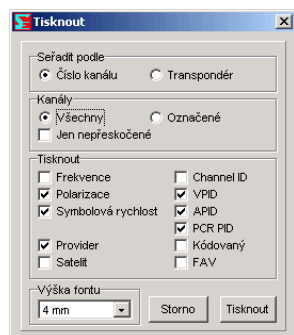 Tisknout
Seřadit podle
Číslo kanálu Transpondér
Kanály
Všechny Označené
Jen nepřeskočené
Tisknout
Frekvence Channel ID
Polarizace VPID
Symbolová rychlost APID
PCR PID
Provider Kódovaný
Satelit FAV
Výška fontu
4 mm Storno Tisknout